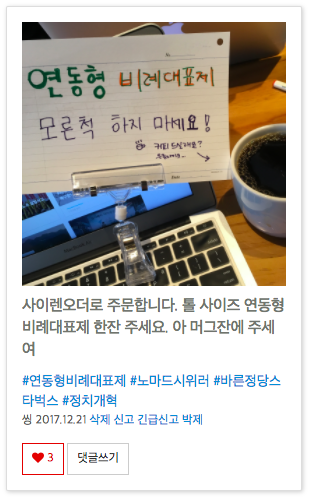 연동형 비례대표제
모른척 하지 마세요!
커피 드실래요?
사이렌오더로 주문합니다. 톨 사이즈 연동형
비례대표제 한잔 주세요. 아 머그잔에 주세
여
#연동형비례대표제 #노마드시위러 #바른정당스
타벅스 #정치개혁
씽 2017.12.21 삭제 신고 긴급신고 박제
3 댓글쓰기